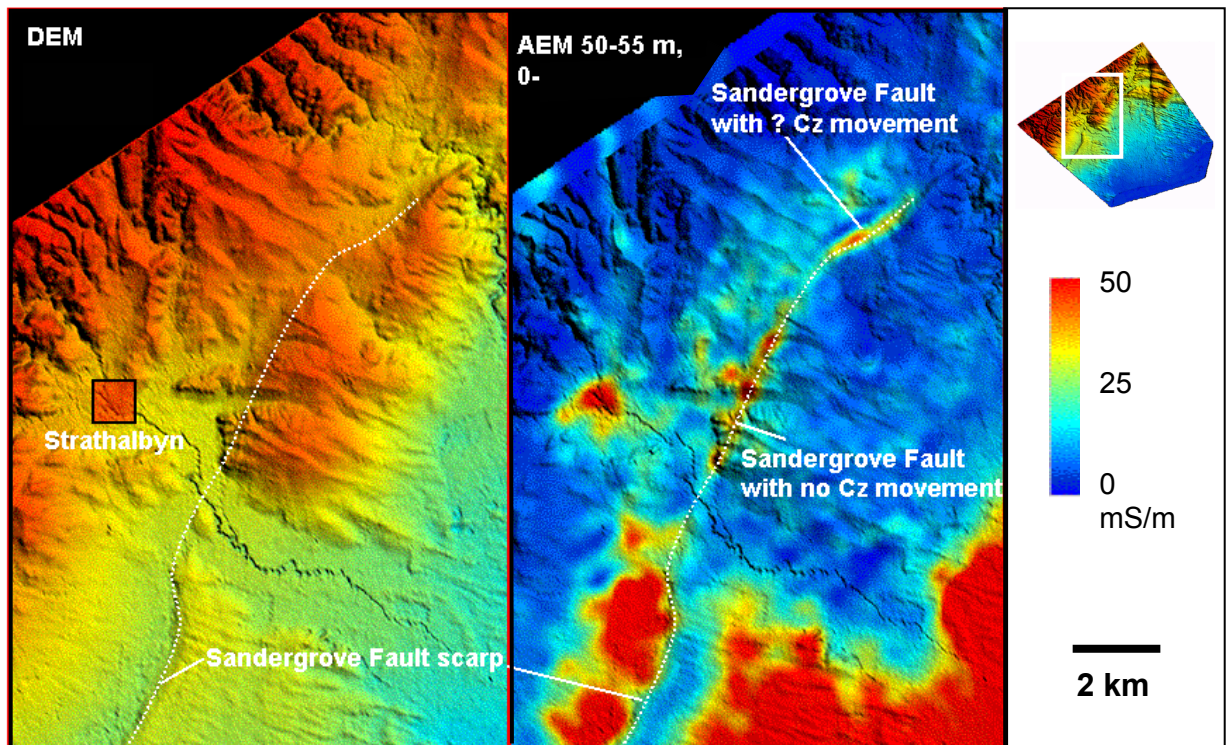 DEM
Strathalbyn
Sandergrove Fault scarp
AEM 50-55 m,
0-
Sandergrove Fault
with ? Cz movement
Sandergrove Fault
with no Cz movement
50
25
0
mS/m
2 km